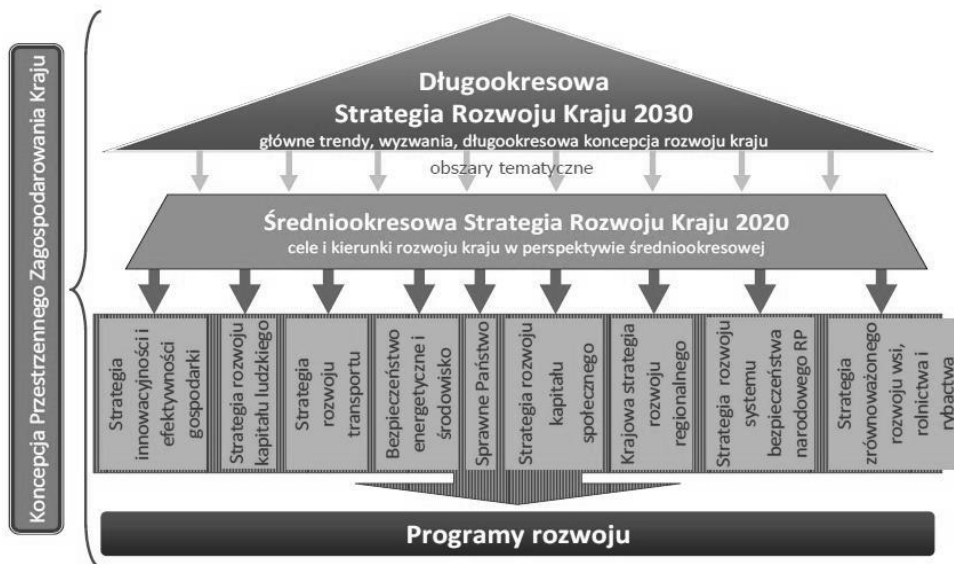 Koncepcja Przestrzennego Zagospodarowania Kraju
Długookresowa
Strategia Rozwoju Kraju 2030
główne trendy, wyzwania, długookresowa koncepcja rozwoju kraju
obszary tematyczne
Średniookresowa Strategia Rozwoju Kraju 2020
cele i kierunki rozwoju kraju w perspektywie średniookresowej
Strategia
innowacyjności i
efektywności
gospodarki
Strategia rozwoju
kapitału ludzkiego
Strategia
rozwoju
transportu
Bezpieczeństwo
energetyczne i
środowisko
Sprawne Państwo
Strategia rozwoju
kapitału
społecznego
Krajowa strategia
rozwoju
regionalnego
Strategia rozwoju
systemu
bezpieczeństwa
narodowego RP
Strategia
zrównoważonego
rozwoju wsi,
rolnictwa i
rybactwa
Programy rozwoju